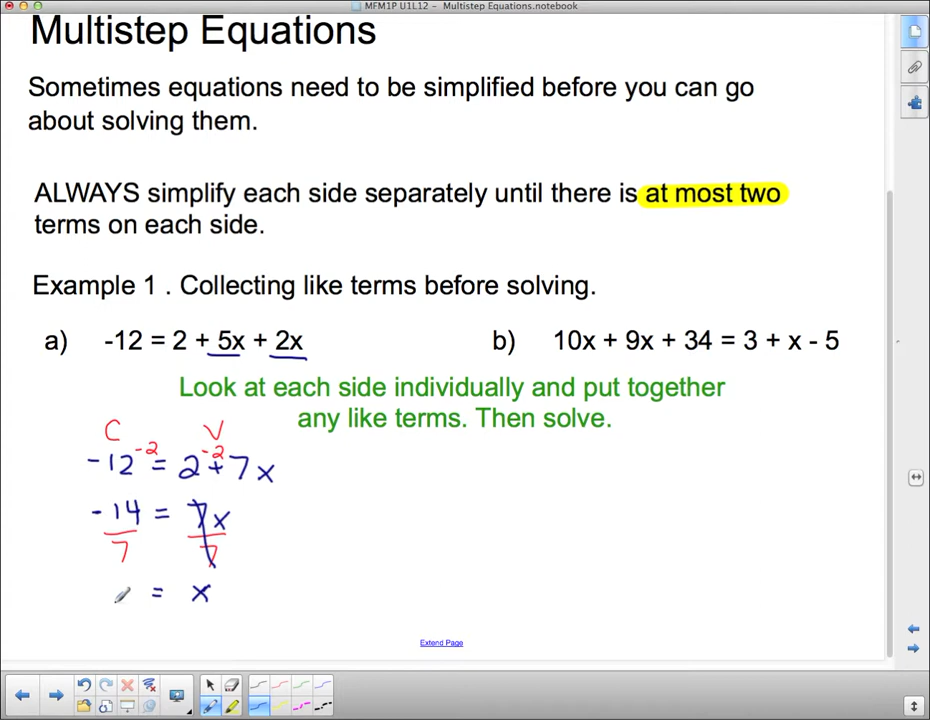 MFM1P U1L12 - Multistep Equations.notebook
Multistep Equations
Sometimes equations need to be simplified before you can go
about solving them.
ALWAYS simplify each side separately until there is at most two
terms on each side.
Example 1 . Collecting like terms before solving.
a) -12 = 2 + 5x + 2x
b) 10x + 9x + 34 = 3 + x - 5
Look at each side individually and put together
any like terms. Then solve.
C V
-2 -2
-12 = 2 + 7x
-14 = 7x
7 7
= x
Extend Page